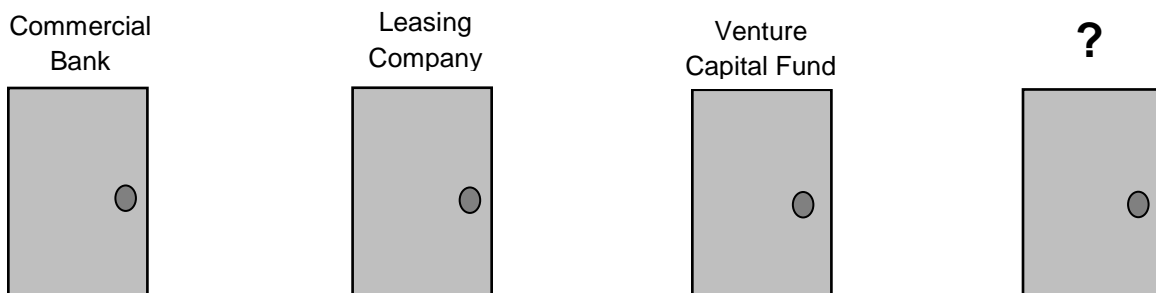 Commercial
Bank
Leasing
Company
Venture
Capital Fund
?